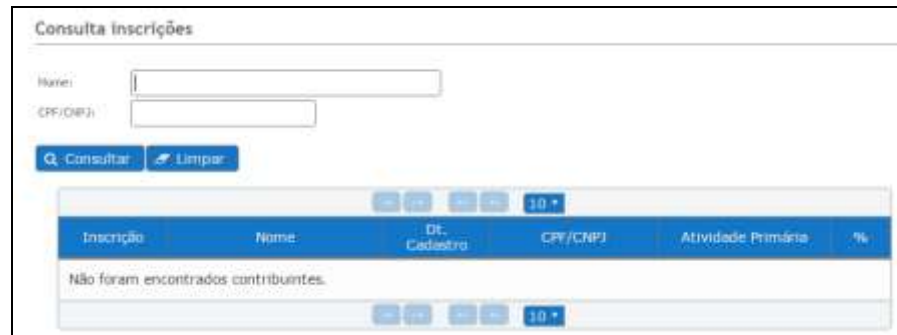 Consulta Inscrições
Nome:
CPF/CNPJ:
Consultar Limpar
10
Inscrição Nome Dt. Cadastro CPF/CNPJ Atividade Primária %
Não foram encontrados contribuintes.
10